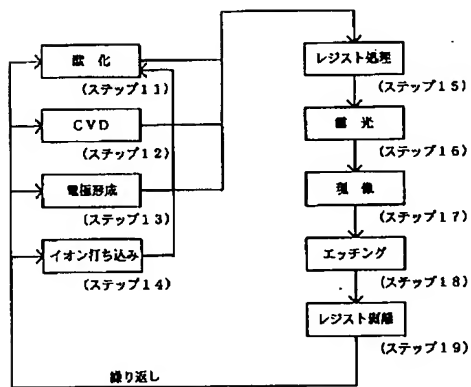 酸化
(ステップ11)
CVD
(ステップ12)
電極形成
(ステップ13)
イオン打ち込み
(ステップ14)
レジスト処理
(ステップ15)
露光
(ステップ16)
現像
(ステップ17)
エッチング
(ステップ18)
レジスト剥離
(ステップ19)
繰り返し